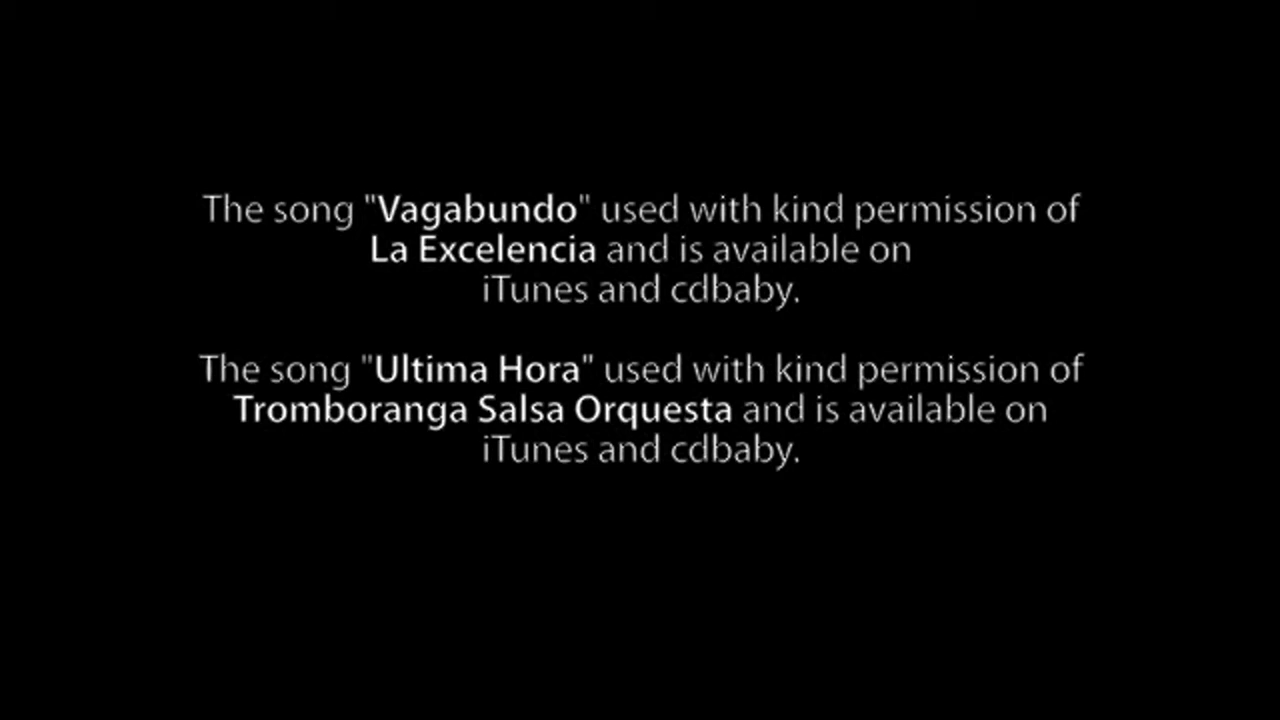 The song "Vagabundo" used with kind permission of
La Excelencia and is available on
iTunes and cdbaby.
The song "Ultima Hora" used with kind permission of
Tromboranga Salsa Orquesta and is available on
iTunes and cdbaby.